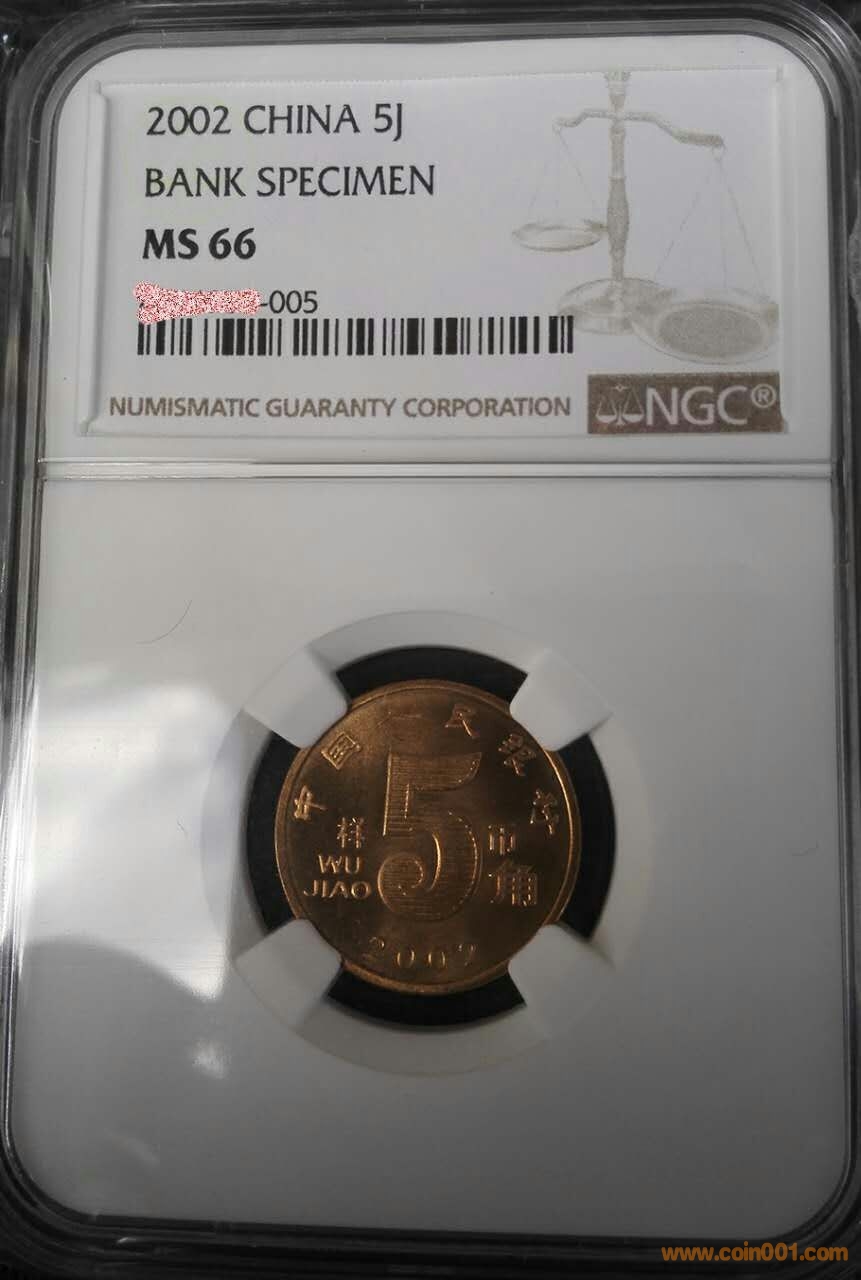 2002 CHINA 5J
BANK SPECIMEN
MS 66
-005
NUMISMATIC GUARANTY CORPORATION
NGC®
中国人民银行
5
样 币
WU
JIAO 角
2002
www.coin001.com